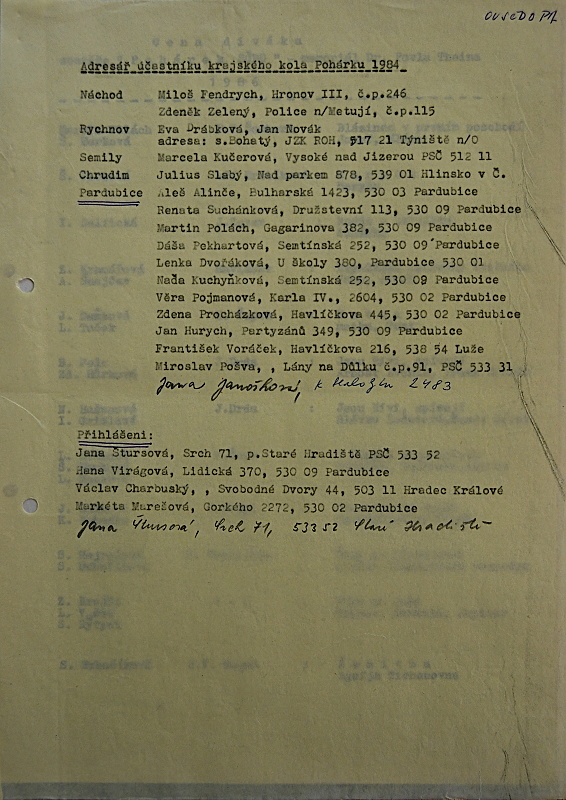 OVSEDO PA
Adresář účastníku krajského kola Pohárku 1984
Náchod Miloš Fendrych, Hronov III, č.p.246
Zdeněk Zelený, Police n/Metují, č.p.115
Rychnov Eva Drábková, Jan Novák
adresa: s.Bohatý, JZK ROH, 517 21 Týniště n/O
Semily Marcela Kučerová, Vysoké nad Jizerou PSČ 512 11
Chrudim Julius Slabý, Nad parkem 878, 539 01 Hlinsko v Č.
Pardubice Aleš Alinče, Bulharská 1423, 530 03 Pardubice
Renata Suchánková, Družstevní 113, 530 09 Pardubice
Martin Polách, Gagarinova 382, 530 09 Pardubice
Dáša Pekhartová, Semtínská 252, 530 09 Pardubice
Lenka Dvořáková, U školy 380, Pardubice 530 01
Naďa Kuchyňková, Semtínská 252, 530 09 Pardubice
Věra Pojmanová, Karla IV., 2604, 530 02 Pardubice
Zdena Procházková, Havlíčkova 445, 530 02 Pardubice
Jan Hurych, Partyzánů 349, 530 09 Pardubice
František Voráček, Havlíčkova 216, 538 54 Luže
Miroslav Pošva, , Lány na Důlku č.p.91, PSČ 533 31
Jana Janoštková, K 2483
Přihlášeni:
Jana Štursová, Srch 71, p.Staré Hradiště PSČ 533 52
Hana Virágová, Lidická 370, 530 09 Pardubice
Václav Charbuský, , Svobodné Dvory 44, 503 11 Hradec Králové
Markéta Marešová, Gorkého 2272, 530 02 Pardubice
Jana Štursová, Srch 71, 533 52 Staré Hradiště